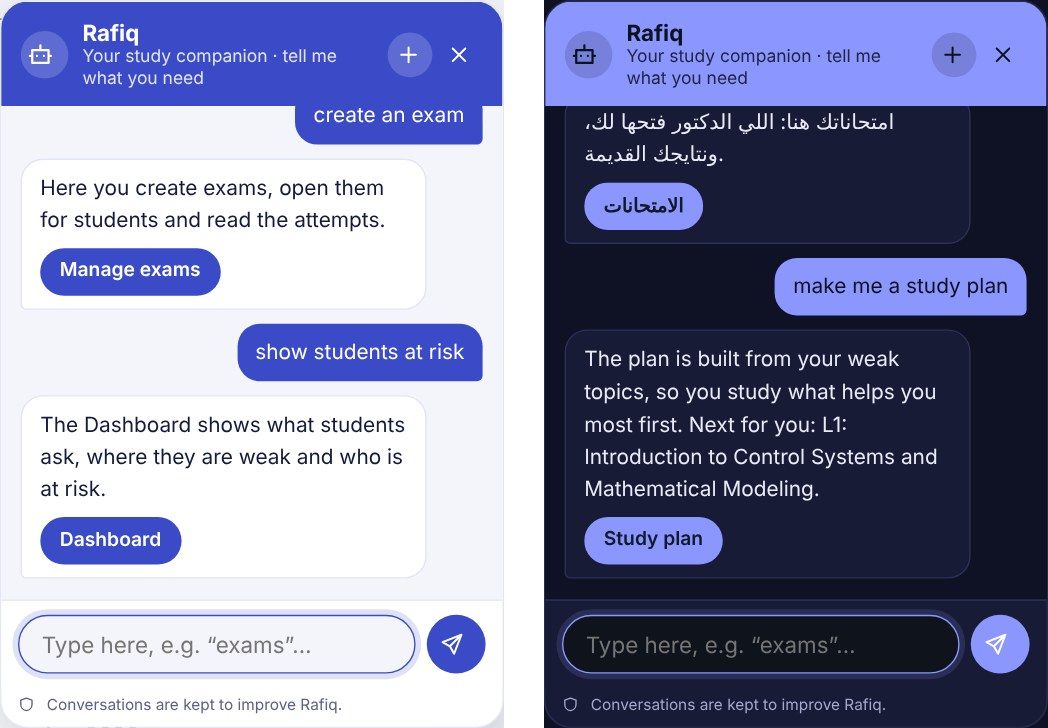 Rafiq
Your study companion · tell me
what you need
create an exam
Here you create exams, open them
for students and read the attempts.
Manage exams
show students at risk
The Dashboard shows what students
ask, where they are weak and who is
at risk.
Dashboard
Type here, e.g. “exams”...
Conversations are kept to improve Rafiq.
Rafiq
Your study companion · tell me
what you need
امتحاناتك هنا: اللي الدكتور فتحها لك،
ونتايجك القديمة.
الامتحانات
make me a study plan
The plan is built from your weak
topics, so you study what helps you
most first. Next for you: L1:
Introduction to Control Systems and
Mathematical Modeling.
Study plan
Type here, e.g. “exams”...
Conversations are kept to improve Rafiq.